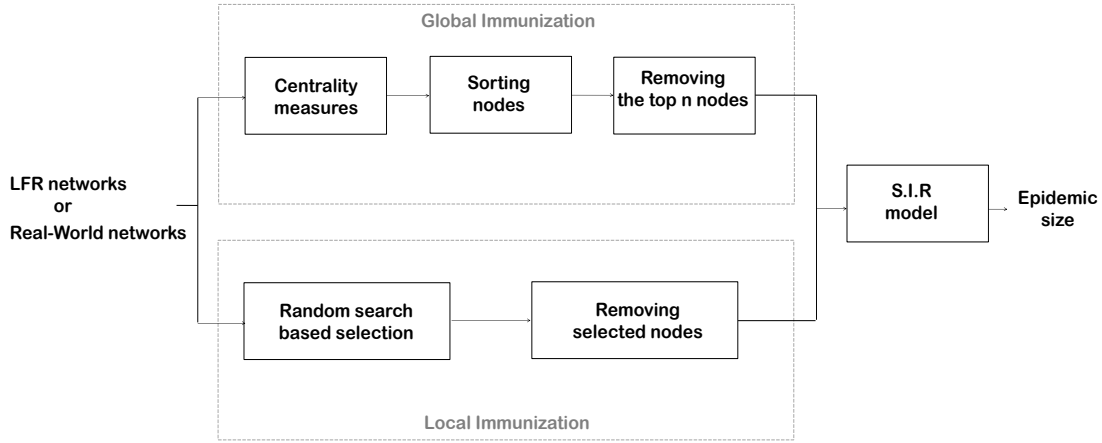 Global Immunization
Centrality
measures
Sorting
nodes
Removing
the top n nodes
LFR networks
or
Real-World networks
S.I.R
model
Epidemic
size
Random search
based selection
Removing
selected nodes
Local Immunization